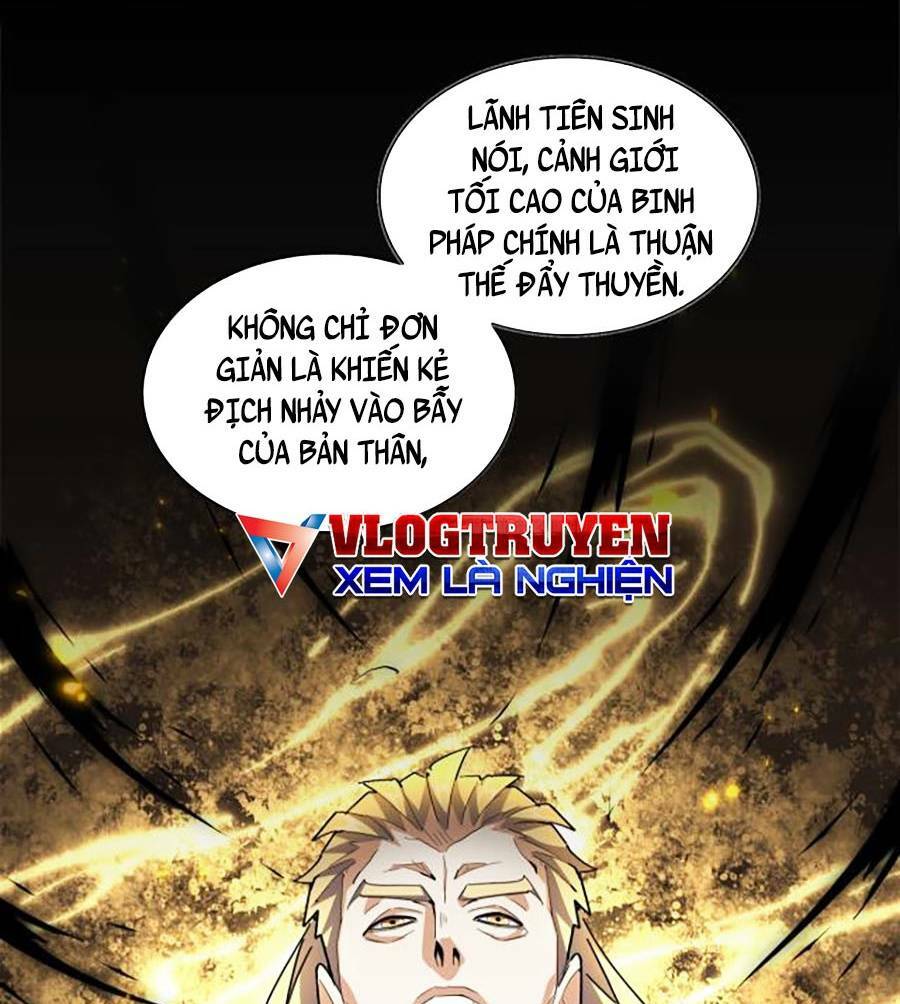 LÃNH TIÊN SINH
NÓI, CẢNH GIỚI
TỐI CAO CỦA BINH
PHÁP CHÍNH LÀ THUẬN
THẾ ĐẨY THUYỀN.
KHÔNG CHỈ ĐƠN
GIẢN LÀ KHIẾN KẺ
ĐỊCH NHẢY VÀO BẪY
CỦA BẢN THÂN,
VLOGTRUYEN
XEM LÀ NGHIỆN